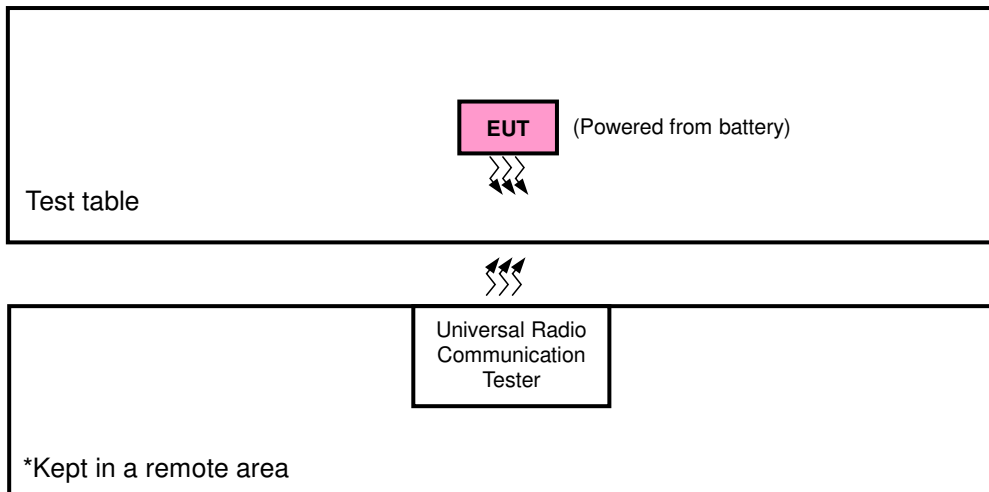 EUT
(Powered from battery)
Test table
Universal Radio
Communication
Tester
*Kept in a remote area